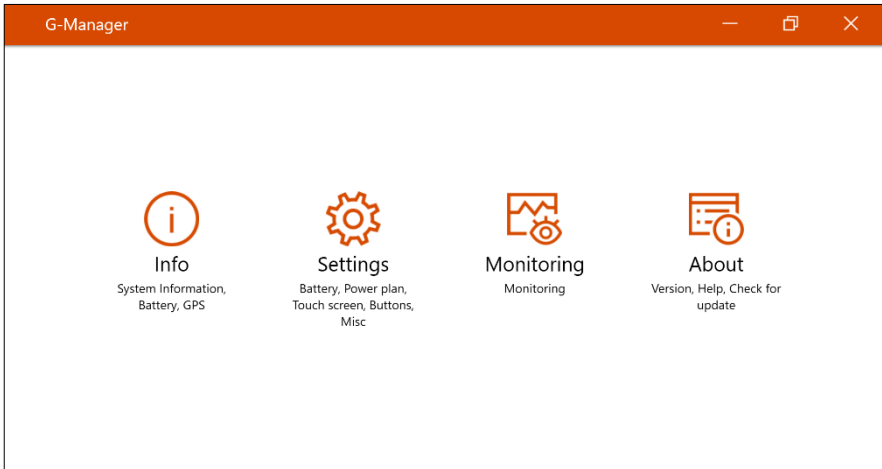 G-Manager
Info
System Information,
Battery, GPS
Settings
Battery, Power plan,
Touch screen, Buttons,
Misc
Monitoring
Monitoring
About
Version, Help, Check for
update